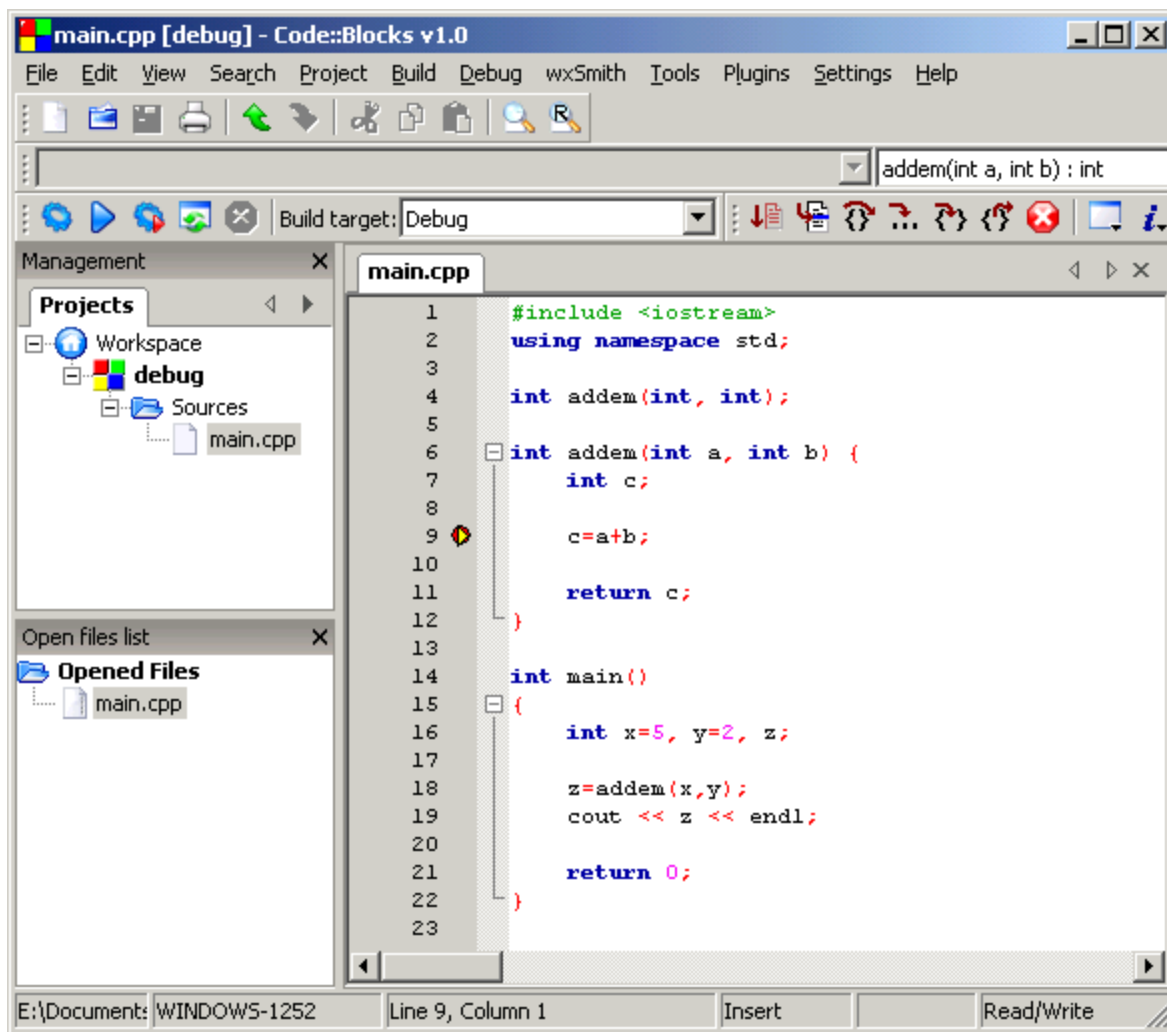 main.cpp [debug] - Code::Blocks v1.0
File Edit View Search Project Build Debug wxSmith Tools Plugins Settings Help
addem(int a, int b) : int
Build target: Debug
Management
Projects
Workspace
debug
Sources
main.cpp
Open files list
Opened Files
main.cpp
main.cpp
1 #include <iostream>
2 using namespace std;
3
4 int addem(int, int);
5
6 int addem(int a, int b) {
7     int c;
8
9     c=a+b;
10
11     return c;
12 }
13
14 int main()
15 {
16     int x=5, y=2, z;
17
18     z=addem(x,y);
19     cout << z << endl;
20
21     return 0;
22 }
23
E:\Documents WINDOWS-1252 Line 9, Column 1 Insert Read/Write